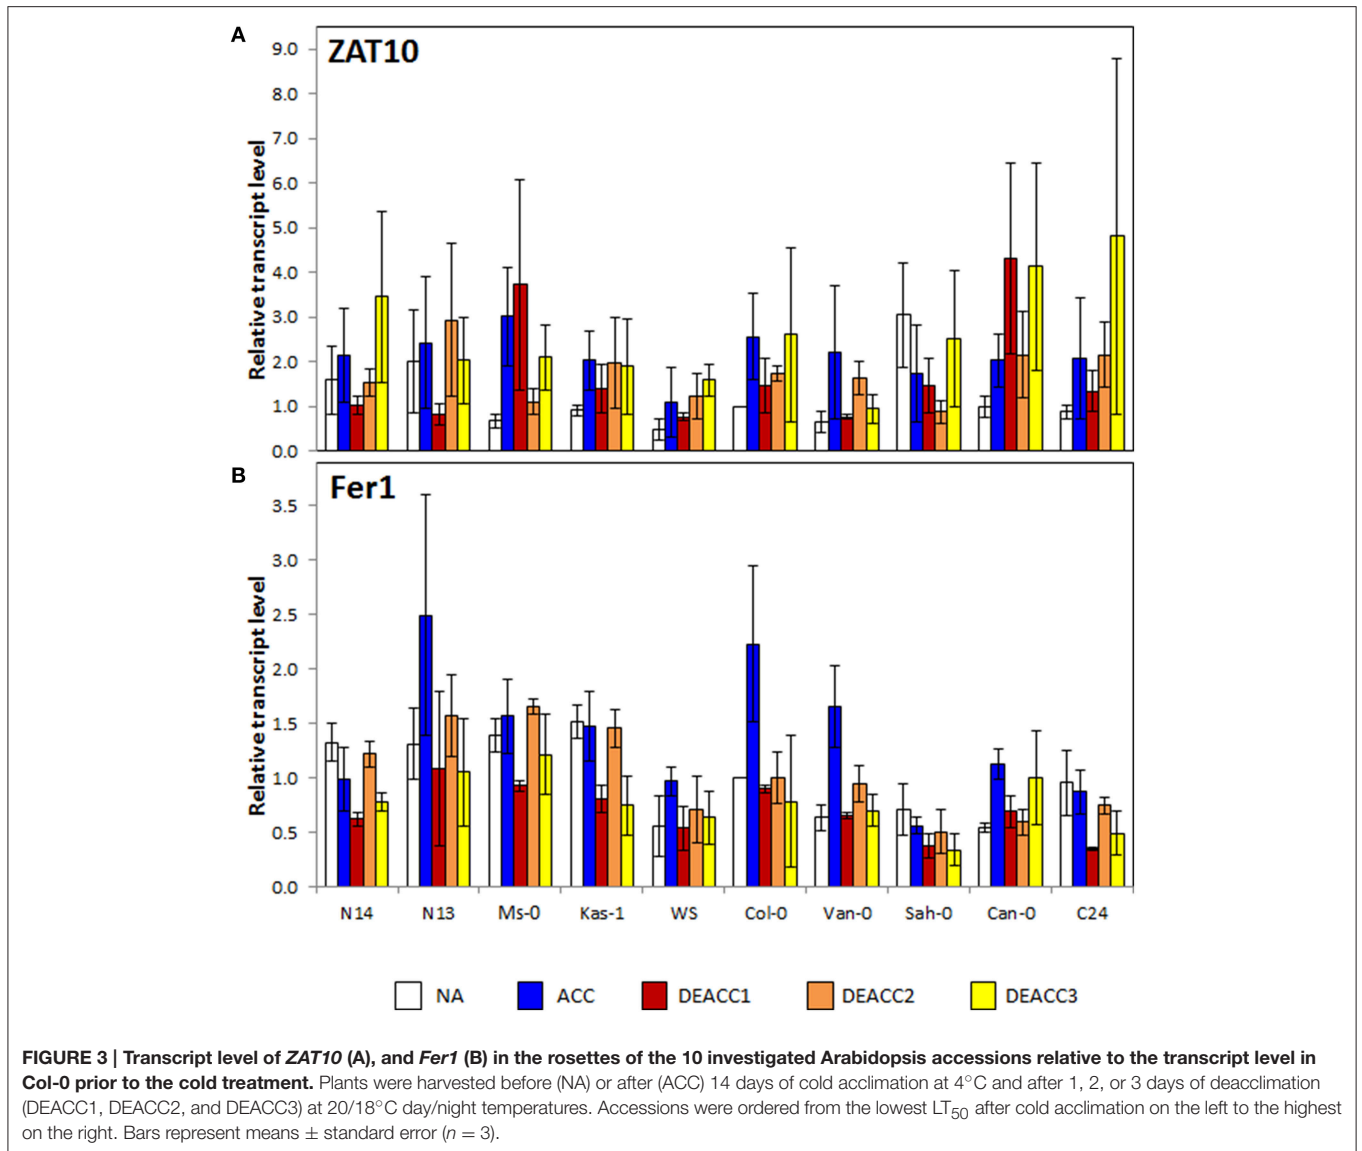 A
ZAT10
Relative transcript level
9.0
8.0
7.0
6.0
5.0
4.0
3.0
2.0
1.0
0.0
B
Fer1
Relative transcript level
3.5
3.0
2.5
2.0
1.5
1.0
0.5
0.0
N14 N13 Ms-0 Kas-1 WS Col-0 Van-0 Sah-0 Can-0 C24
NA ACC DEACC1 DEACC2 DEACC3
FIGURE 3 | Transcript level of ZAT10 (A), and Fer1 (B) in the rosettes of the 10 investigated Arabidopsis accessions relative to the transcript level in
Col-0 prior to the cold treatment. Plants were harvested before (NA) or after (ACC) 14 days of cold acclimation at 4°C and after 1, 2, or 3 days of deacclimation
(DEACC1, DEACC2, and DEACC3) at 20/18°C day/night temperatures. Accessions were ordered from the lowest LT50 after cold acclimation on the left to the highest
on the right. Bars represent means ± standard error (n = 3).